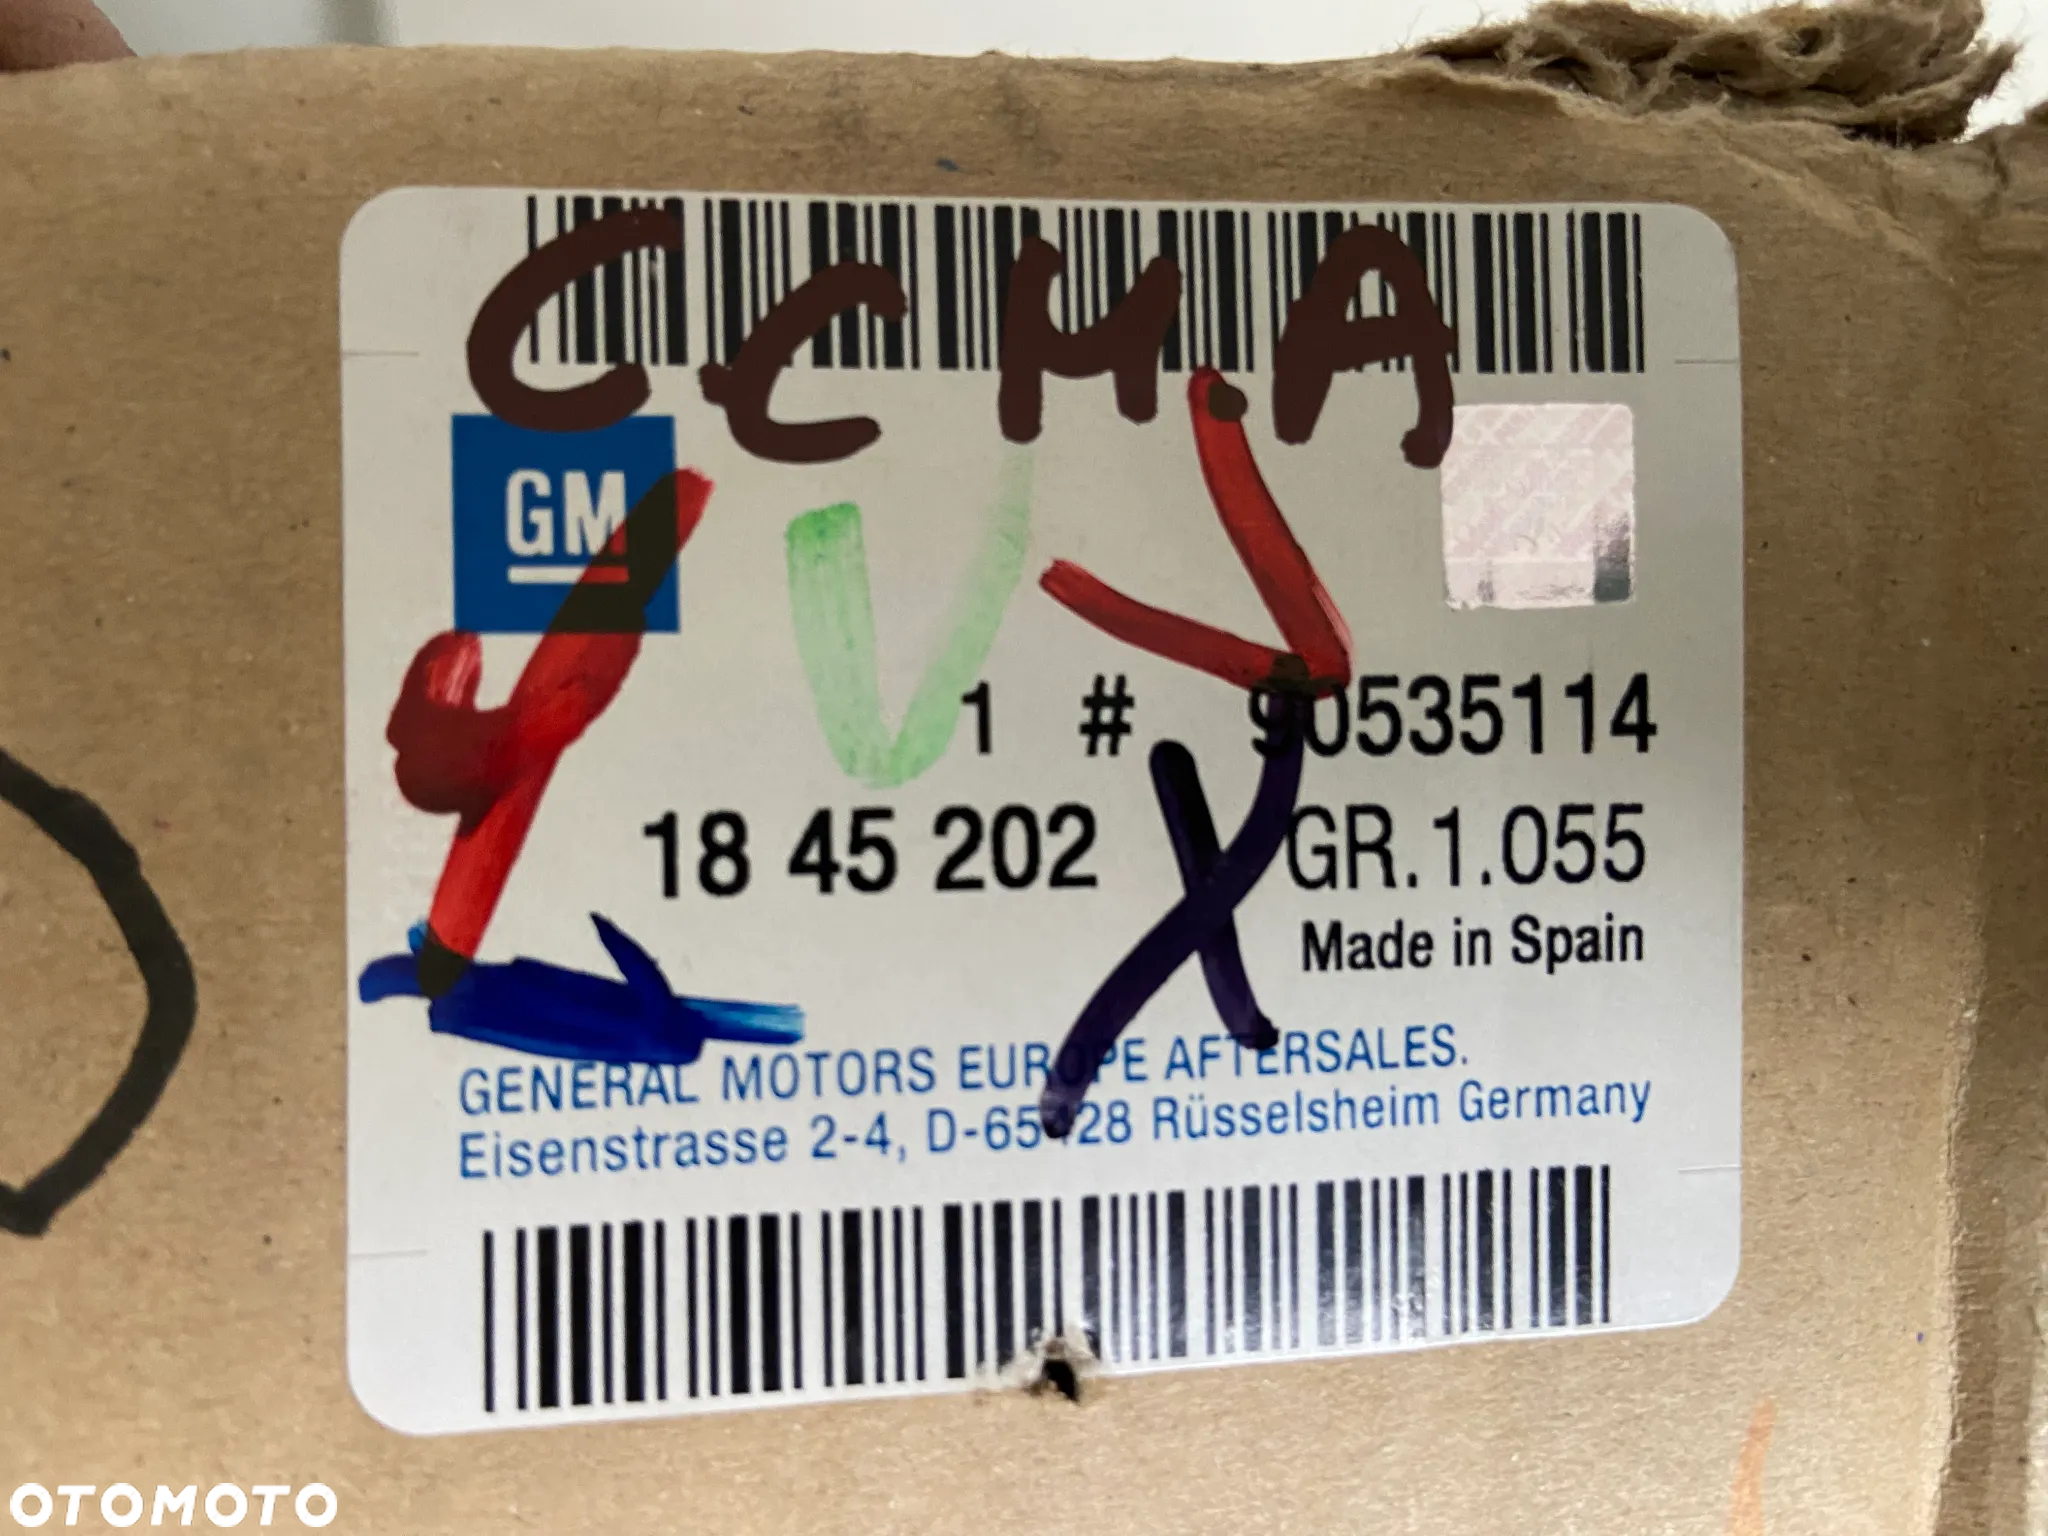 C C M.A
GM
1 # 90535114
18 45 202 GR.1.055
Made in Spain
GENERAL MOTORS EUROPE AFTERSALES.
Eisenstrasse 2-4, D-65428 Rüsselsheim Germany
OTOMOTO